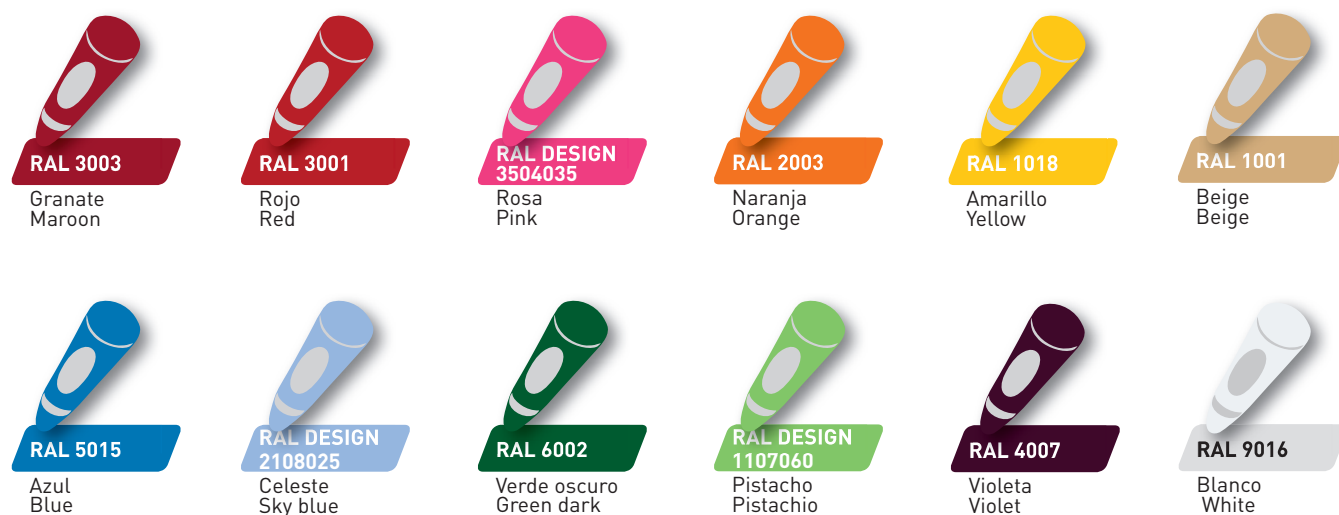 RAL 3003
Granate
Maroon
RAL 3001
Rojo
Red
RAL DESIGN
3504035
Rosa
Pink
RAL 2003
Naranja
Orange
RAL 1018
Amarillo
Yellow
RAL 1001
Beige
Beige
RAL 5015
Azul
Blue
RAL DESIGN
2108025
Celeste
Sky blue
RAL 6002
Verde oscuro
Green dark
RAL DESIGN
1107060
Pistacho
Pistachio
RAL 4007
Violeta
Violet
RAL 9016
Blanco
White